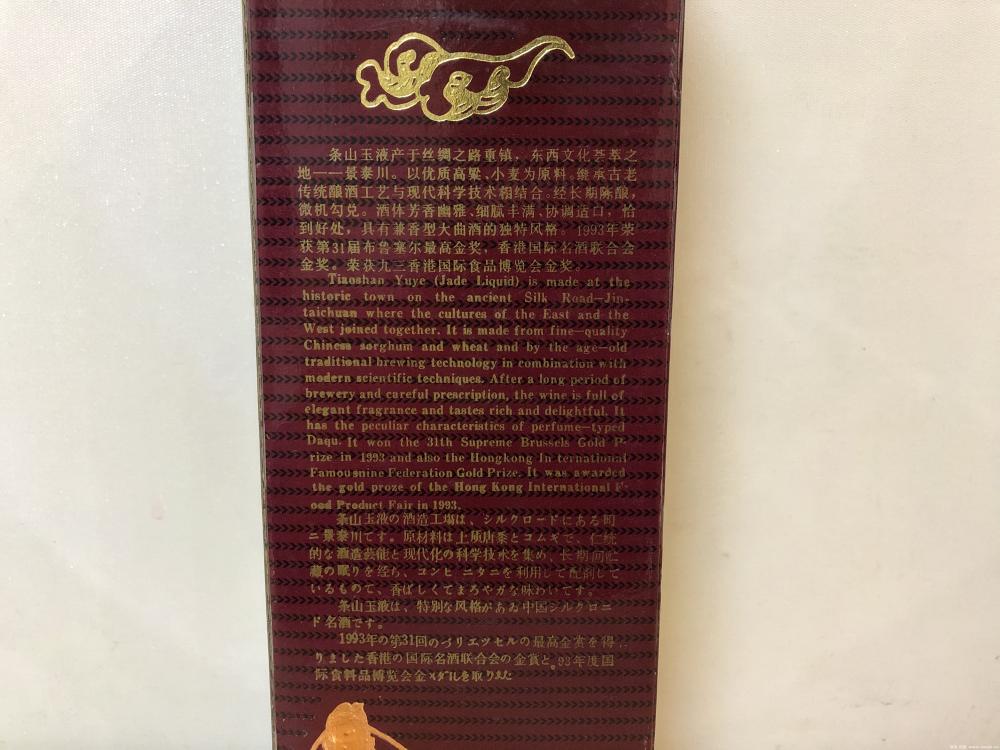 条山玉液产于丝绸之路重镇，东西文化荟萃之
地——景泰川。以优质高粱、小麦为原料。继承古老
传统酿酒工艺与现代科学技术相结合。经长期陈酿，
微机勾兑。酒体芳香幽雅、细腻丰满、协调适口，恰
到好处，具有兼香型大曲酒的独特风格。1993年荣
获第31届布鲁塞尔最高金奖，香港国际名酒联合会
金奖。荣获九三香港国际食品博览会金奖。
Tiaoshan Yuye (Jade Liquid) is made at the
historic town on the ancient Silk Road—Jin-
taichuan where the cultures of the East and the
West joined together. It is made from fine—quality
Chinese sorghum and wheat and by the age—old
traditional brewing technology in combination with
modern scientific techniques. After a long period of
brewery and careful prescription, the wine is full of
elegant fragrance and tastes rich and delightful. It
has the peculiar characteristics of perfume—typed
Daqu. It won the 31th Supreme Brussels Gold P-
rize in 1993 and also the Hongkong In ternational
Famousnine Federation Gold Prize. It was awarded
the gold proze of the Hong Kong International F-
ood Product Fair in 1993.
条山玉液の酒造工場は、シルクロードにある町
ニ景泰川です。原材料は上质唐黍とコムギで、伝統
的な酒造芸能と現代化の科学技术を集め、长期间贮
藏の眠りを经ち、コンヒ ニタニを利用して配剤して
いるもので、香ばしくてまろやガな味わいてす。
条山玉液は、特别な风格があお中国シルクロニ
ド名酒です。
1993年の第31回のブリエツセルの最高金赏を得
りました香港の国际名酒联合会の金赏と。93年度国
际食料品博览会金メダルを取りまた